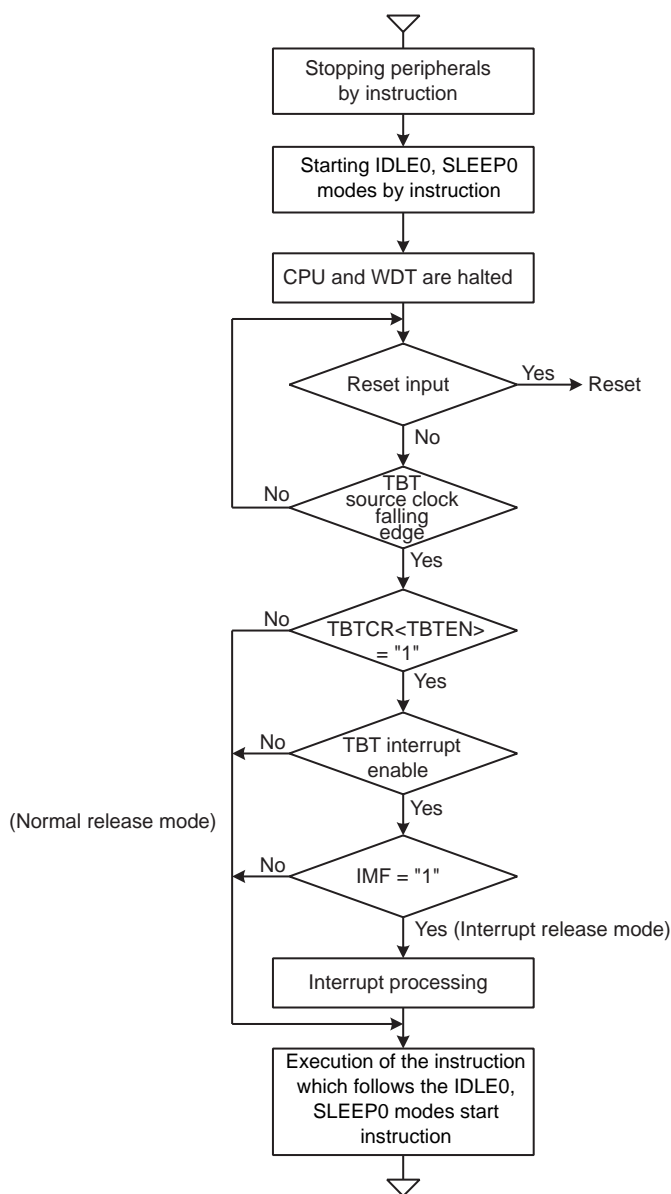 Stopping peripherals
by instruction
Starting IDLE0, SLEEP0
modes by instruction
CPU and WDT are halted
Reset input
Yes
Reset
No
No
TBT
source clock
falling
edge
Yes
No
TBTCR<TBTEN>
= "1"
Yes
No
TBT interrupt
enable
(Normal release mode)
Yes
No
IMF = "1"
Yes (Interrupt release mode)
Interrupt processing
Execution of the instruction
which follows the IDLE0,
SLEEP0 modes start
instruction